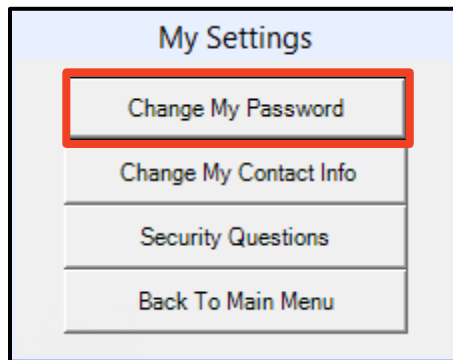 My Settings
Change My Password
Change My Contact Info
Security Questions
Back To Main Menu